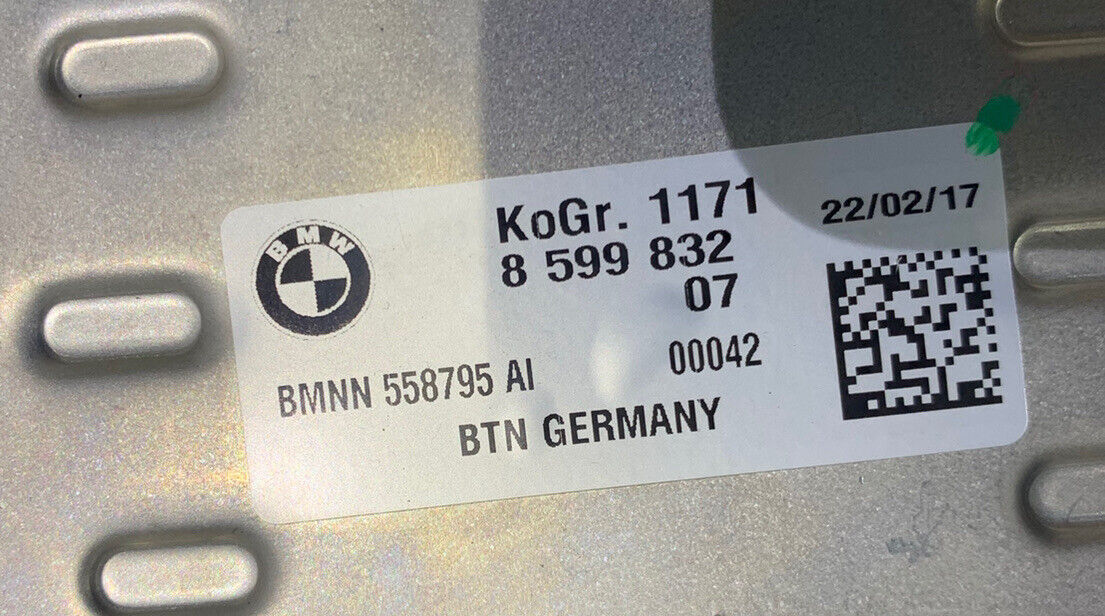 BMW
KoGr. 1171
22/02/17
8 599 832
07
00042
BMNN 558795 AI
BTN GERMANY